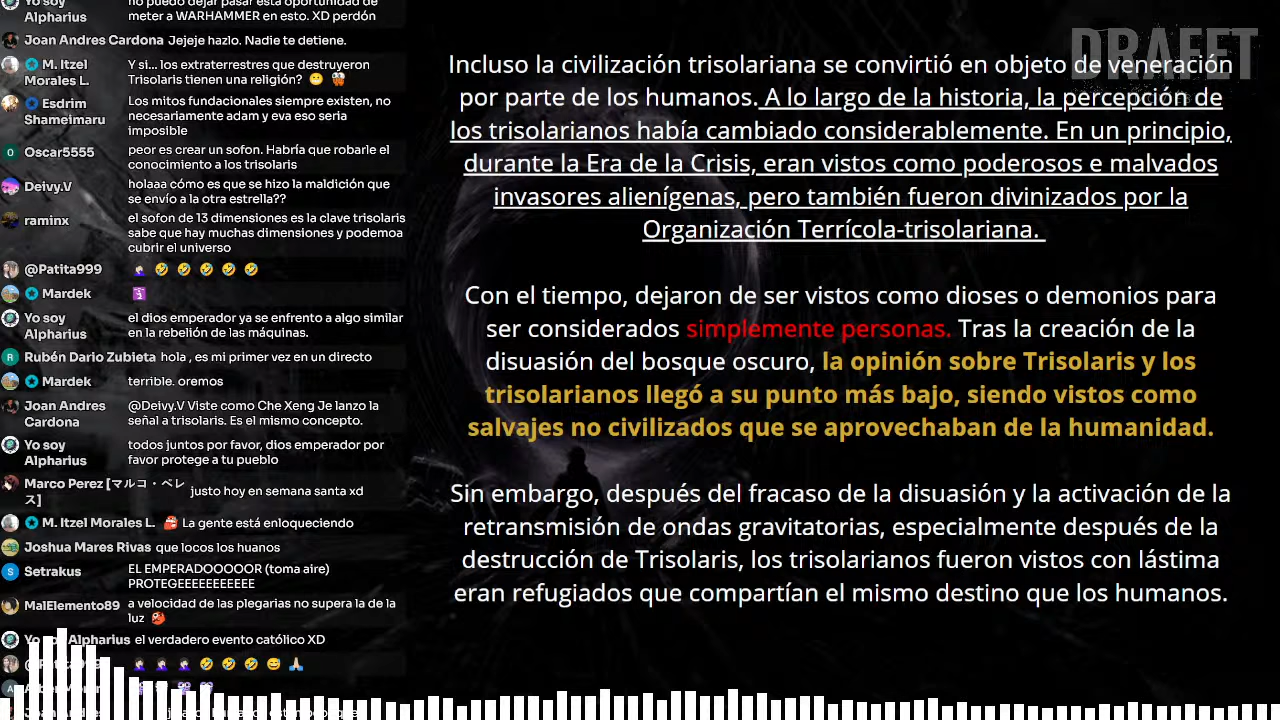 Yo soy
Alpharius
no puedo dejar pasar esta oportunidad de
meter a WARHAMMER en esto. XD perdón
Joan Andres Cardona Jejeje hazlo. Nadie te detiene.
M. Itzel
Morales L.
Y si... los extraterrestres que destruyeron
Trisolaris tienen una religión? 😬
Esdrim
Shameimaru
Los mitos fundacionales siempre existen, no
necesariamente adam y eva eso seria
imposible
Oscar5555
peor es crear un sofon. Habría que robarle el
conocimiento a los trisolaris
Deivy.V
holaaa cómo es que se hizo la maldición que
se envío a la otra estrella??
raminx
el sofon de 13 dimensiones es la clave trisolaris
sabe que hay muchas dimensiones y podemoa
cubrir el universo
@Patita999 🤦🏻‍♀️ 🤣 🤣 🤣 🤣 🤣
Mardek 🛐
Yo soy
Alpharius
el dios emperador ya se enfrento a algo similar
en la rebelión de las máquinas.
Rubén Dario Zubieta hola , es mi primer vez en un directo
Mardek terrible. oremos
Joan Andres
Cardona
@Deivy.V Viste como Che Xeng Je lanzo la
señal a trisolaris. Es el mismo concepto.
Yo soy
Alpharius
todos juntos por favor, dios emperador por
favor protege a tu pueblo
Marco Perez [マルコ・ペレ
ス]
justo hoy en semana santa xd
M. Itzel Morales L. La gente está enloqueciendo
Joshua Mares Rivas que locos los huanos
Setrakus
EL EMPERADOOOOOR (toma aire)
PROTEGEEEEEEEEEEE
MalElemento89
a velocidad de las plegarias no supera la de la
luz
Yo soy Alpharius el verdadero evento católico XD
DRAFET
Incluso la civilización trisolariana se convirtió en objeto de veneración
por parte de los humanos. A lo largo de la historia, la percepción de
los trisolarianos había cambiado considerablemente. En un principio,
durante la Era de la Crisis, eran vistos como poderosos e malvados
invasores alienígenas, pero también fueron divinizados por la
Organización Terrícola-trisolariana.
Con el tiempo, dejaron de ser vistos como dioses o demonios para
ser considerados simplemente personas. Tras la creación de la
disuasión del bosque oscuro, la opinión sobre Trisolaris y los
trisolarianos llegó a su punto más bajo, siendo vistos como
salvajes no civilizados que se aprovechaban de la humanidad.
Sin embargo, después del fracaso de la disuasión y la activación de la
retransmisión de ondas gravitatorias, especialmente después de la
destrucción de Trisolaris, los trisolarianos fueron vistos con lástima
eran refugiados que compartían el mismo destino que los humanos.